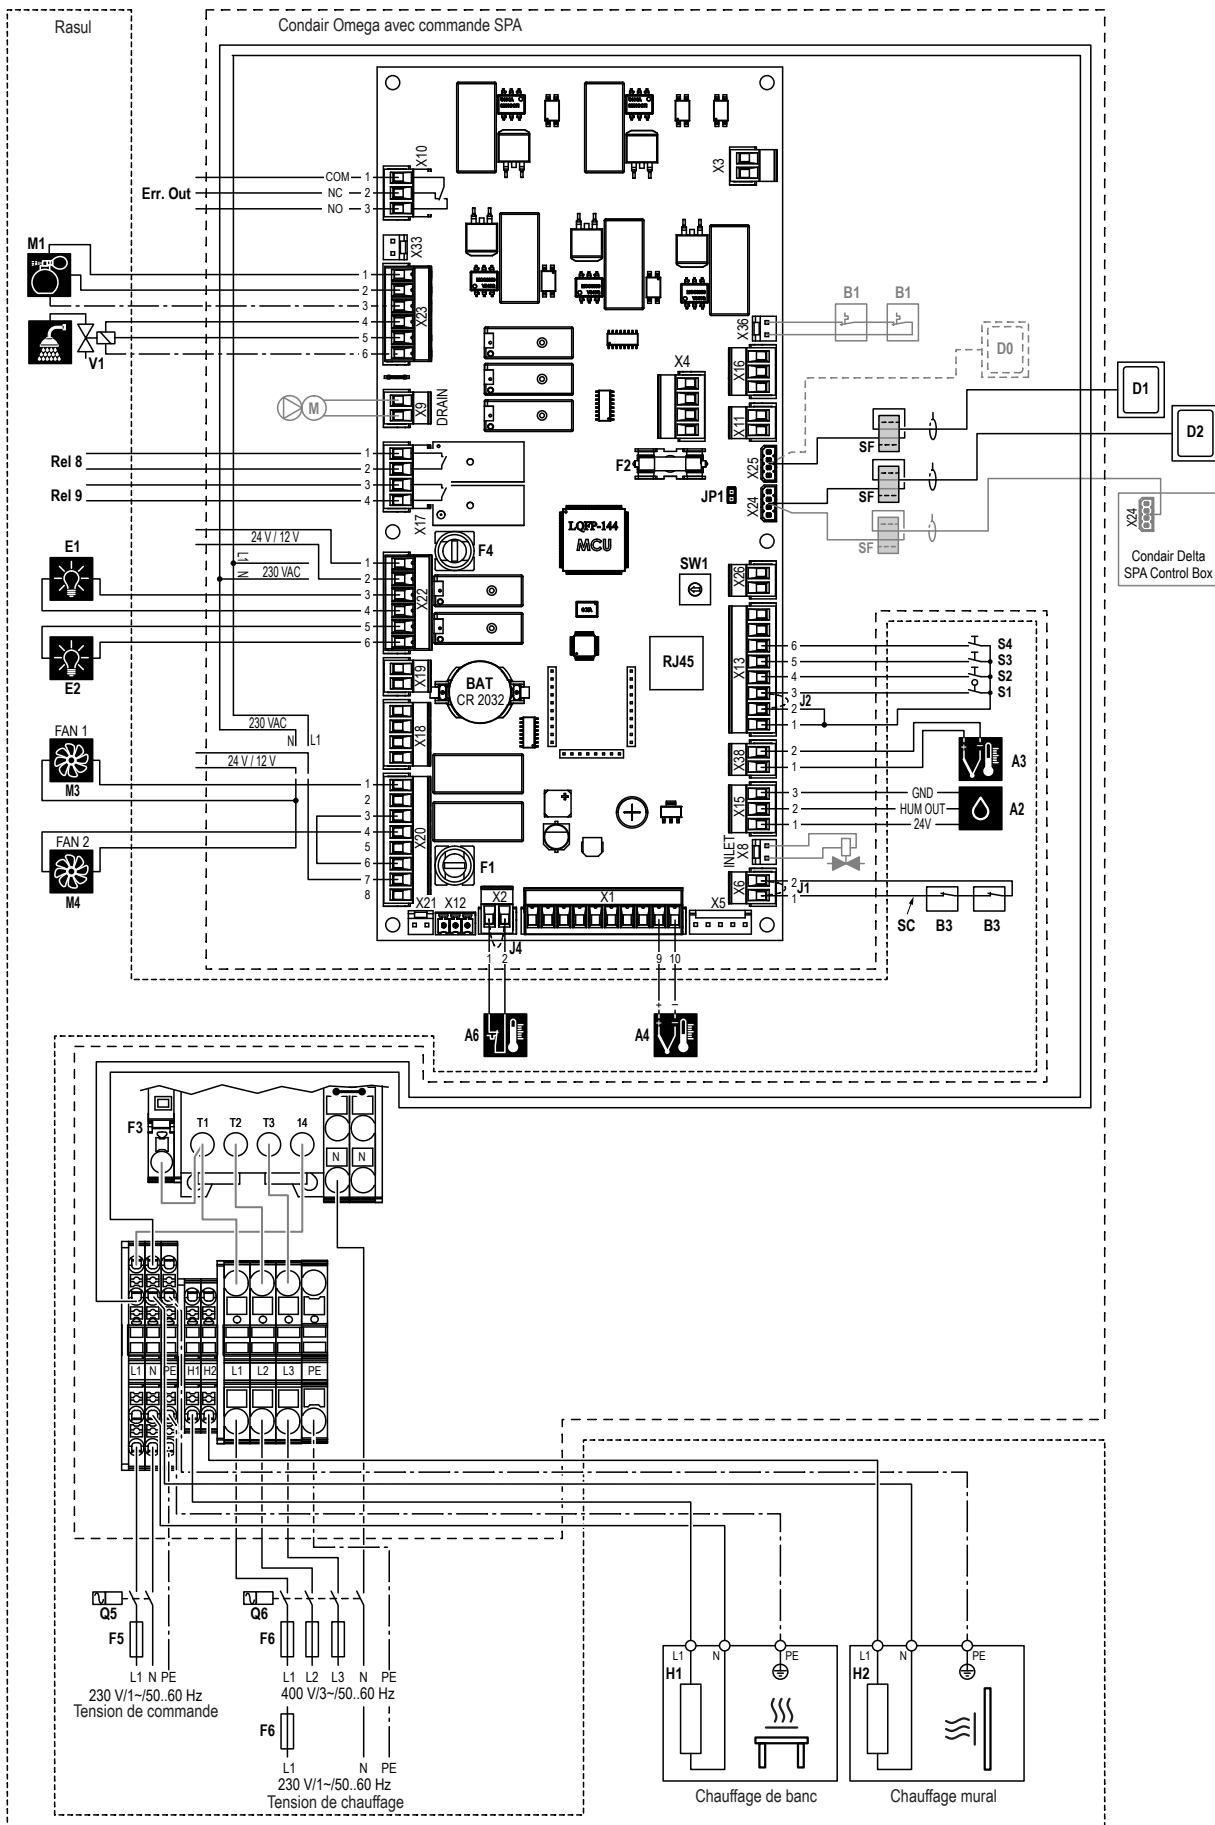 Rasul
Condair Omega avec commande SPA
X10
X3
COM 1
Err. Out
NC 2
NO 3
X33
M1
1
2
3
4
5
6
X23
V1
X36
B1 B1
D0
X4
X16
D1
M
X9
DRAIN
X11
D2
SF
Rel 8
1
2
Rel 9
3
4
X17
F2
X25
JP1
X24
SF
X24
SF
Condair Delta
SPA Control Box
24 V / 12 V
L1
N
230 VAC
F4
LQFP-144
MCU
E1
1
2
3
4
5
6
X22
SW1
X26
E2
X19
BAT
CR 2032
RJ45
X13
6 S4
5 S3
4 S2
3 S1
J2
2
1
230 VAC
N L1
X18
FAN 1
M3
24 V / 12 V
X38
2
1
A3
1
2
3
4
5
6
7
8
X20
X15
3 GND
2 HUM OUT
1 24V
A2
FAN 2
M4
F1
INLET
X8
X6
2
1
J1
SC B3 B3
X21 X12 X2 X1 X5
J4
1 2
9 10
+ −
A6
A4
F3
T1 T2 T3 14
N N
L1 N PE H1 H2 L1 L2 L3 PE
Q5
Q6
F5
F6
L1 N PE
230 V/1~/50..60 Hz
Tension de commande
L1 L2 L3 N PE
400 V/3~/50..60 Hz
F6
L1 N PE
230 V/1~/50..60 Hz
Tension de chauffage
L1 N PE
H1
Chauffage de banc
L1 N PE
H2
Chauffage mural